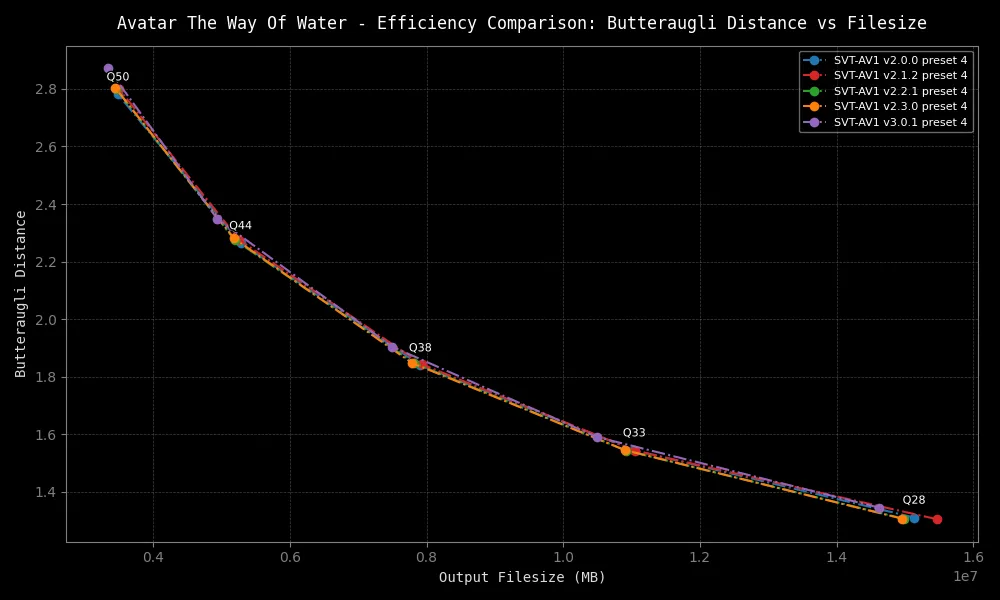 Avatar The Way Of Water - Efficiency Comparison: Butteraugli Distance vs Filesize
SVT-AV1 v2.0.0 preset 4
SVT-AV1 v2.1.2 preset 4
SVT-AV1 v2.2.1 preset 4
SVT-AV1 v2.3.0 preset 4
SVT-AV1 v3.0.1 preset 4
Q50
Q44
Q38
Q33
Q28
Butteraugli Distance
2.8
2.6
2.4
2.2
2.0
1.8
1.6
1.4
0.4 0.6 0.8 1.0 1.2 1.4 1.6
1e7
Output Filesize (MB)